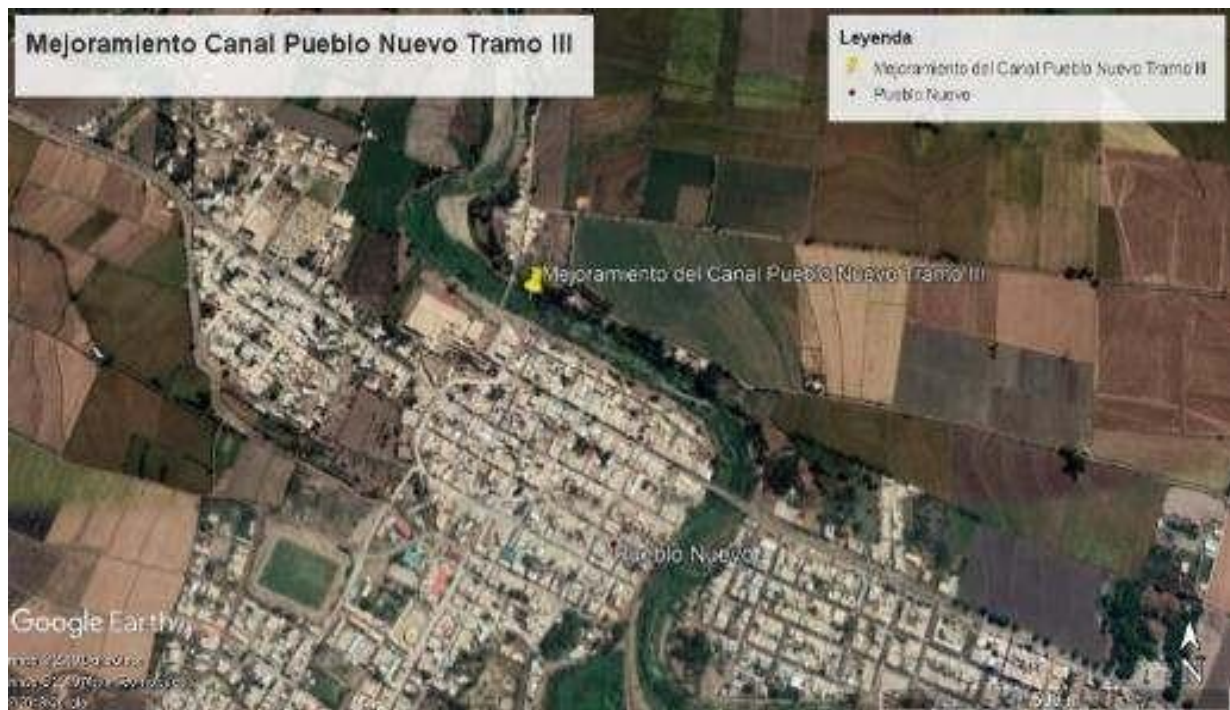 Mejoramiento Canal Pueblo Nuevo Tramo III
Leyenda
Mejoramiento del Canal Pueblo Nuevo Tramo III
Pueblo Nuevo
Mejoramiento del Canal Pueblo Nuevo Tramo III
Pueblo Nuevo
Google Earth
N